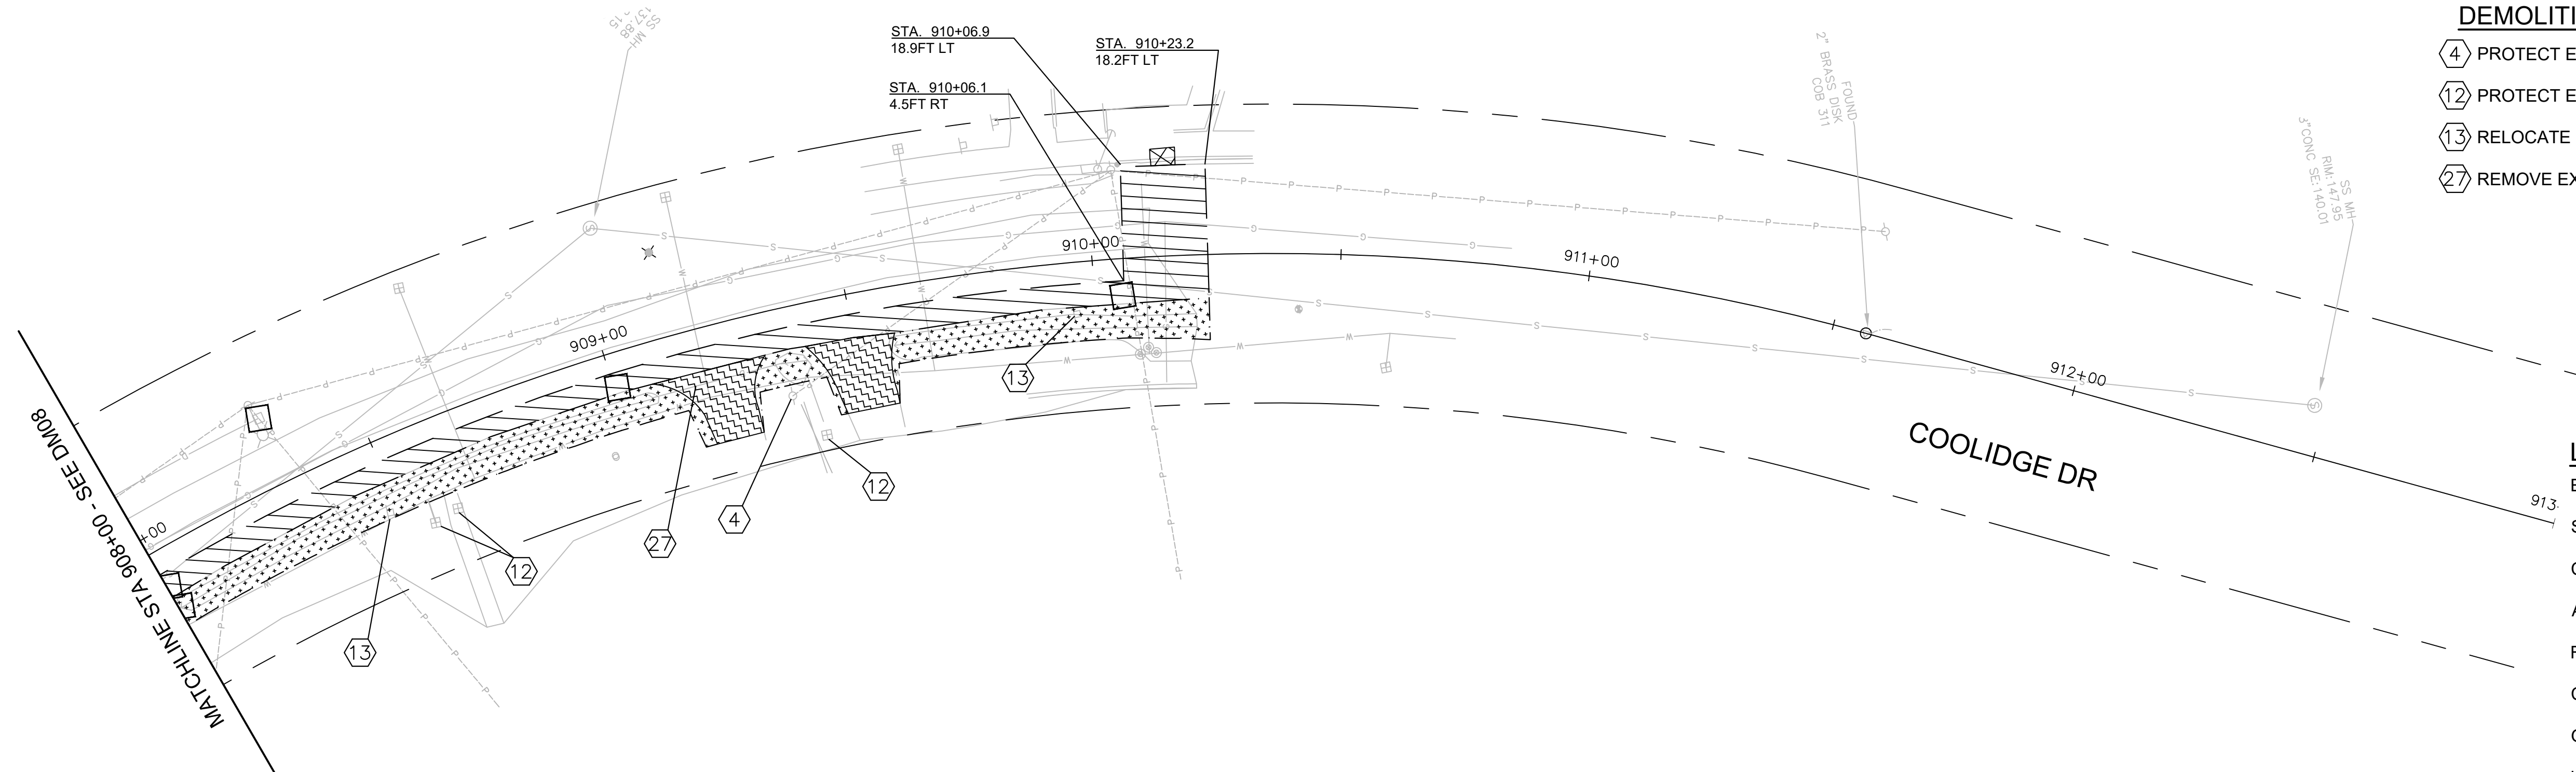 SS MH
STA. 910+06.9
18.9FT LT
STA. 910+06.1
4.5FT RT
STA. 910+23.2
18.2FT LT
FOUND
2" BRASS DISK
COB 311
SS MH
RIM:147.95
3"CONC SE:140.01
4 PROTECT E
12 PROTECT E
13 RELOCATE
27 REMOVE EX
+00
909+00
910+00
911+00
912+00
913
COOLIDGE DR
MATCHLINE STA 908+00 - SEE DM08
13
12
27
4
12
13